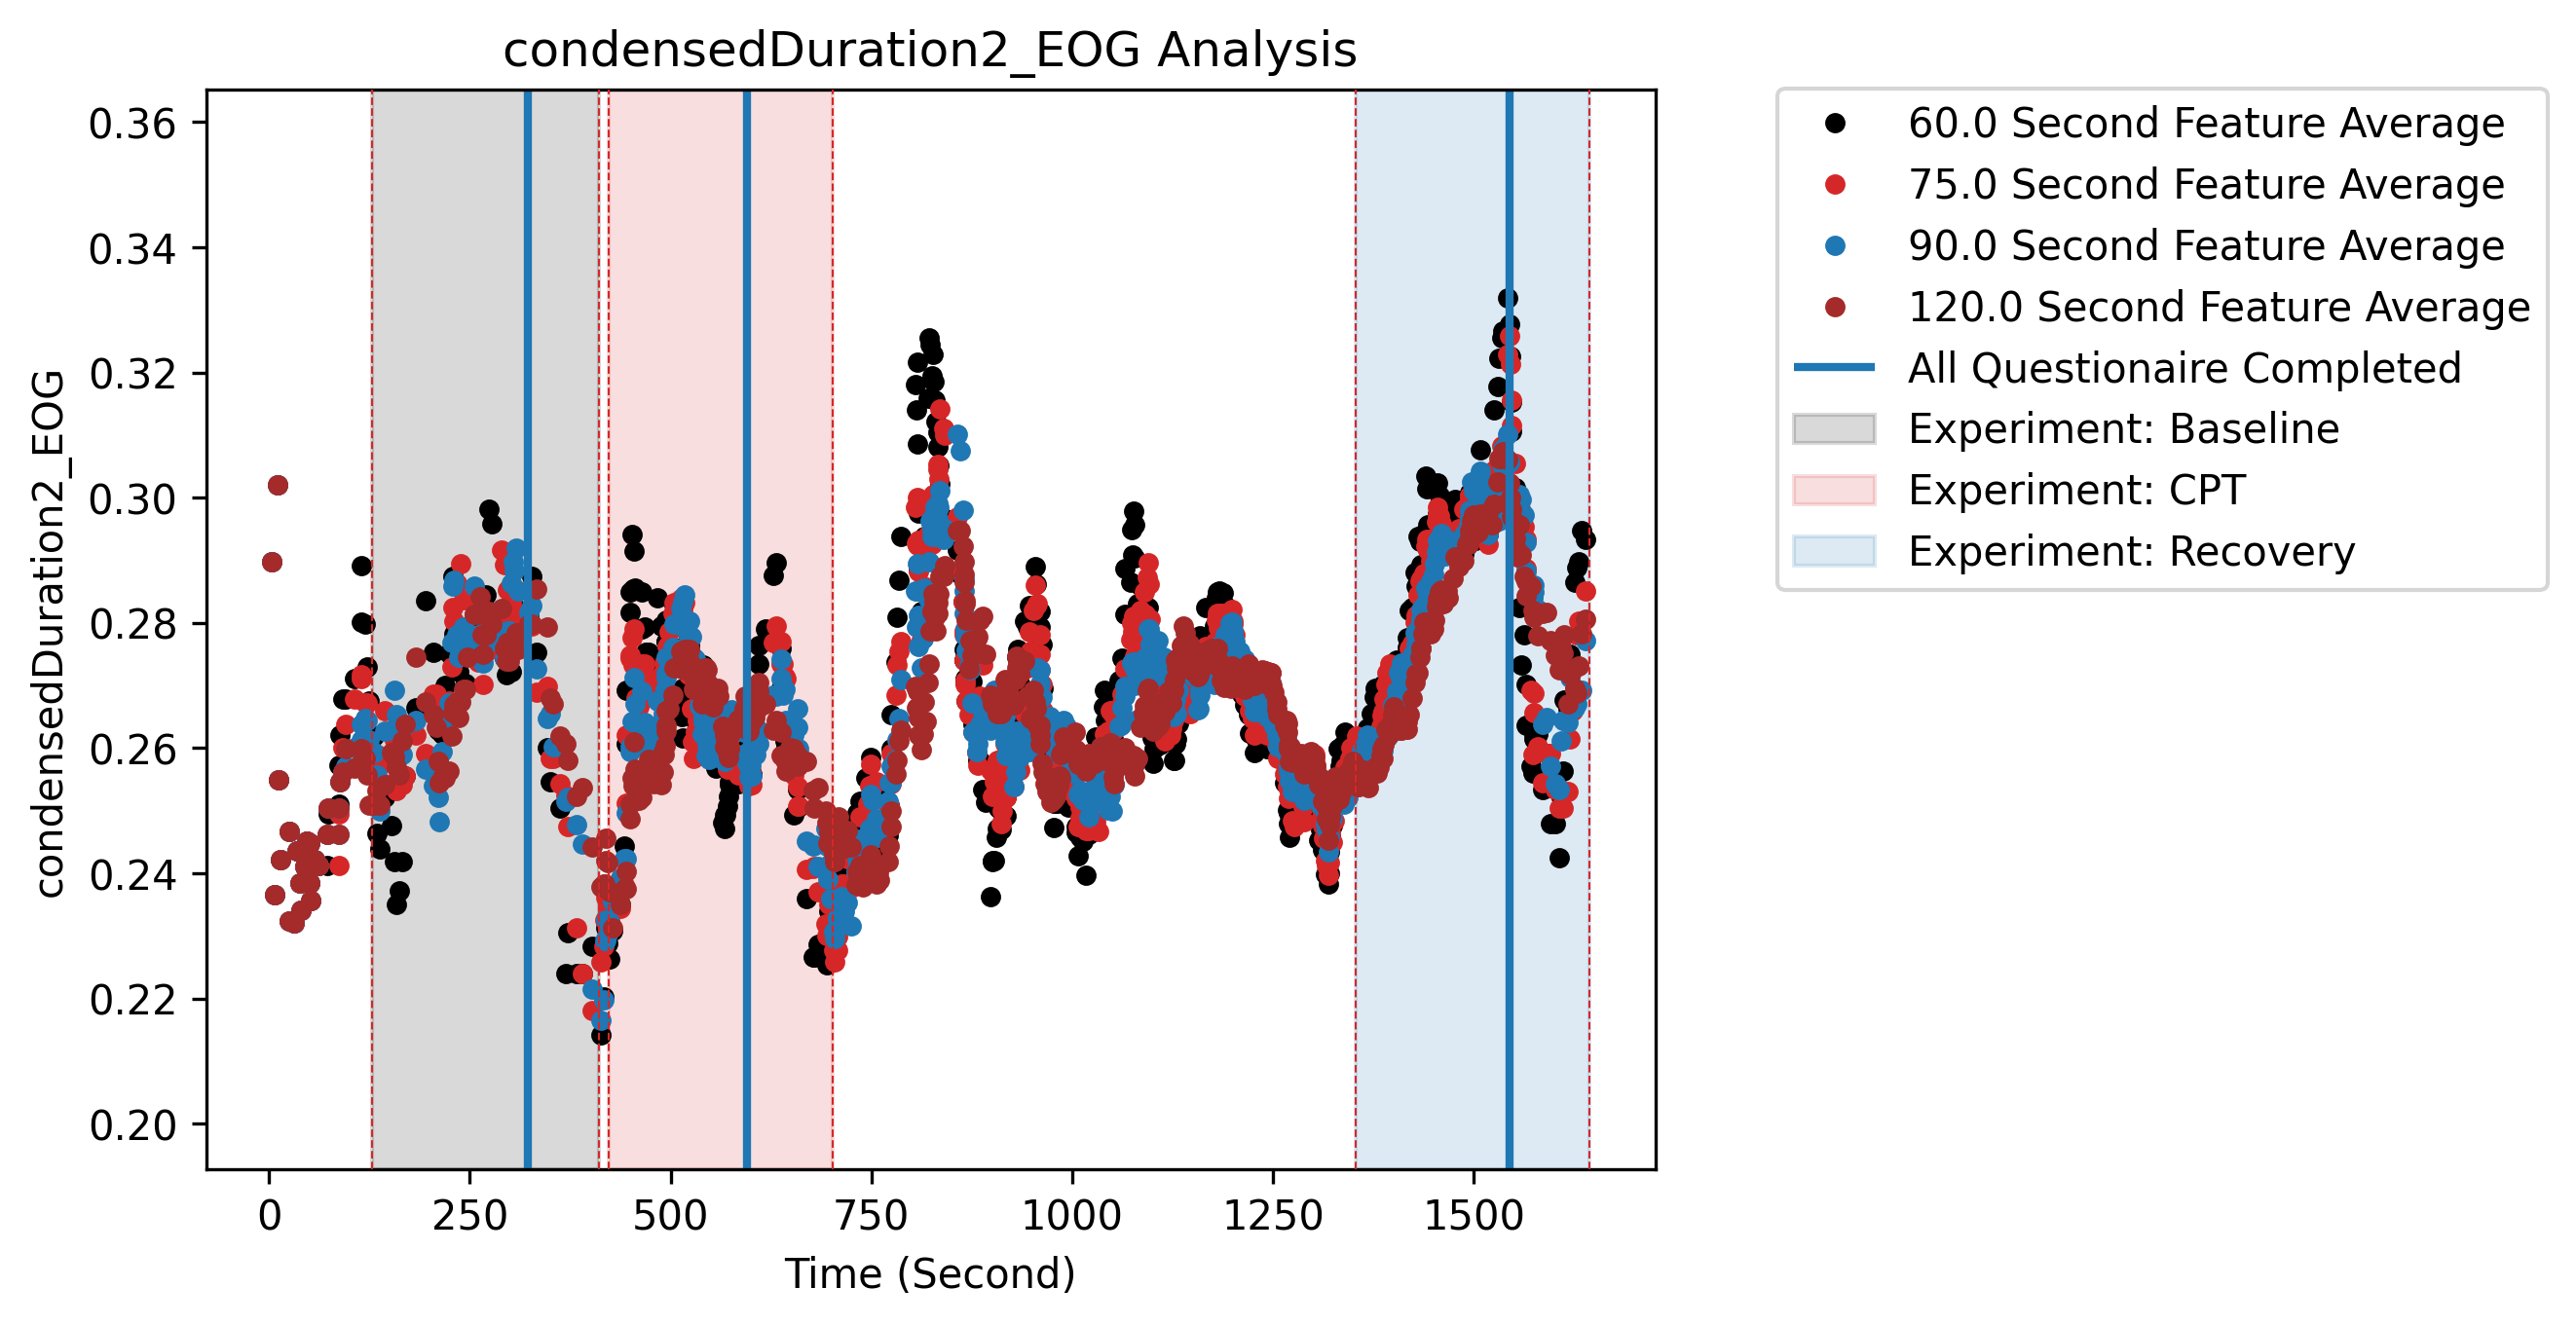 condensedDuration2_EOG Analysis
condensedDuration2_EOG
0.36
0.34
0.32
0.30
0.28
0.26
0.24
0.22
0.20
0 250 500 750 1000 1250 1500
Time (Second)
60.0 Second Feature Average
75.0 Second Feature Average
90.0 Second Feature Average
120.0 Second Feature Average
All Questionaire Completed
Experiment: Baseline
Experiment: CPT
Experiment: Recovery